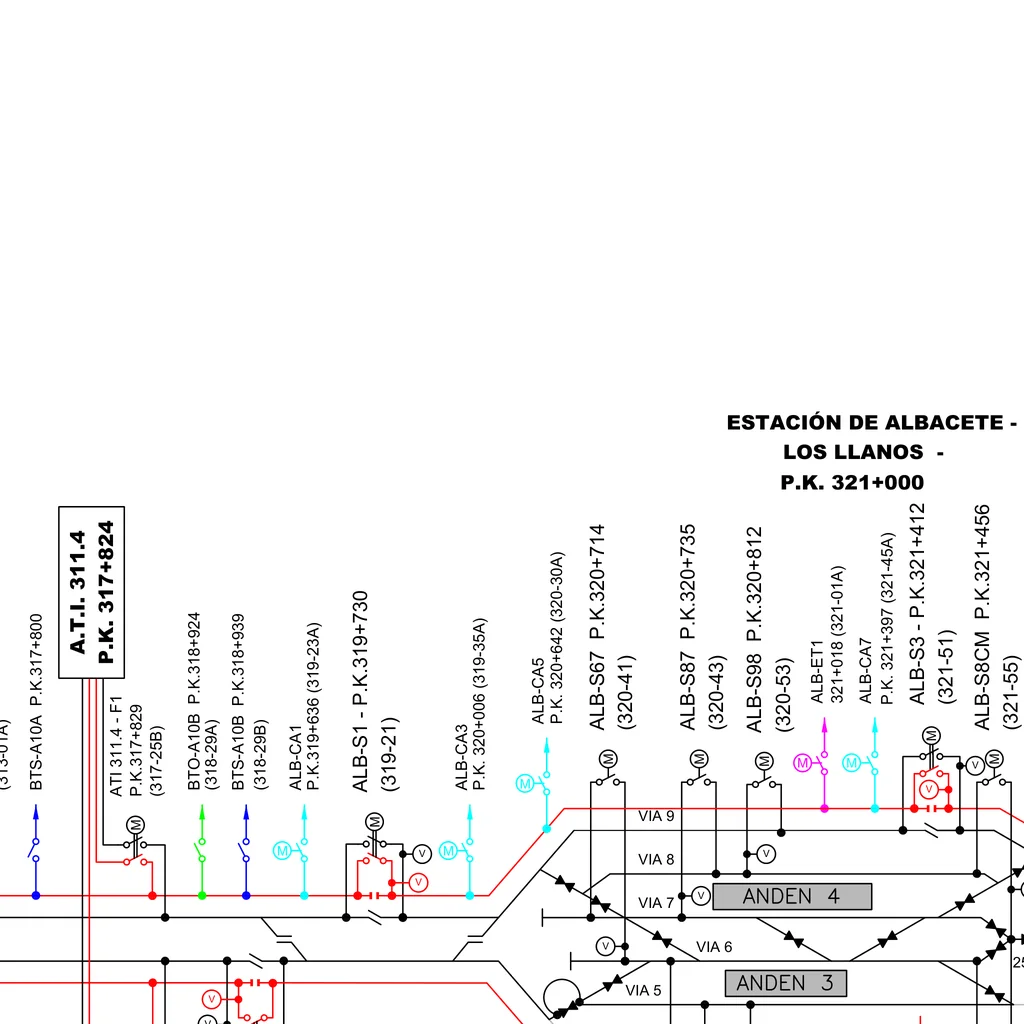 ESTACIÓN DE ALBACETE -
LOS LLANOS -
P.K. 321+000
A.T.I. 311.4
P.K. 317+824
(313-01A)
BTS-A10A P.K.317+800
ATI 311.4 - F1
P.K.317+829
(317-25B)
BTO-A10B P.K.318+924
(318-29A)
BTS-A10B P.K.318+939
(318-29B)
ALB-CA1
P.K.319+636 (319-23A)
ALB-S1 - P.K.319+730
(319-21)
ALB-CA3
P.K. 320+006 (319-35A)
ALB-CA5
P.K. 320+642 (320-30A)
ALB-S67 P.K.320+714
(320-41)
ALB-S87 P.K.320+735
(320-43)
ALB-S98 P.K.320+812
(320-53)
ALB-ET1
321+018 (321-01A)
ALB-CA7
P.K. 321+397 (321-45A)
ALB-S3 - P.K.321+412
(321-51)
ALB-S8CM P.K.321+456
(321-55)
M
M
M
M
M
M
M
M
M
M
M
M
V
V
V
V
V
V
V
V
V
VIA 9
VIA 8
VIA 7
ANDEN 4
VIA 6
VIA 5
ANDEN 3